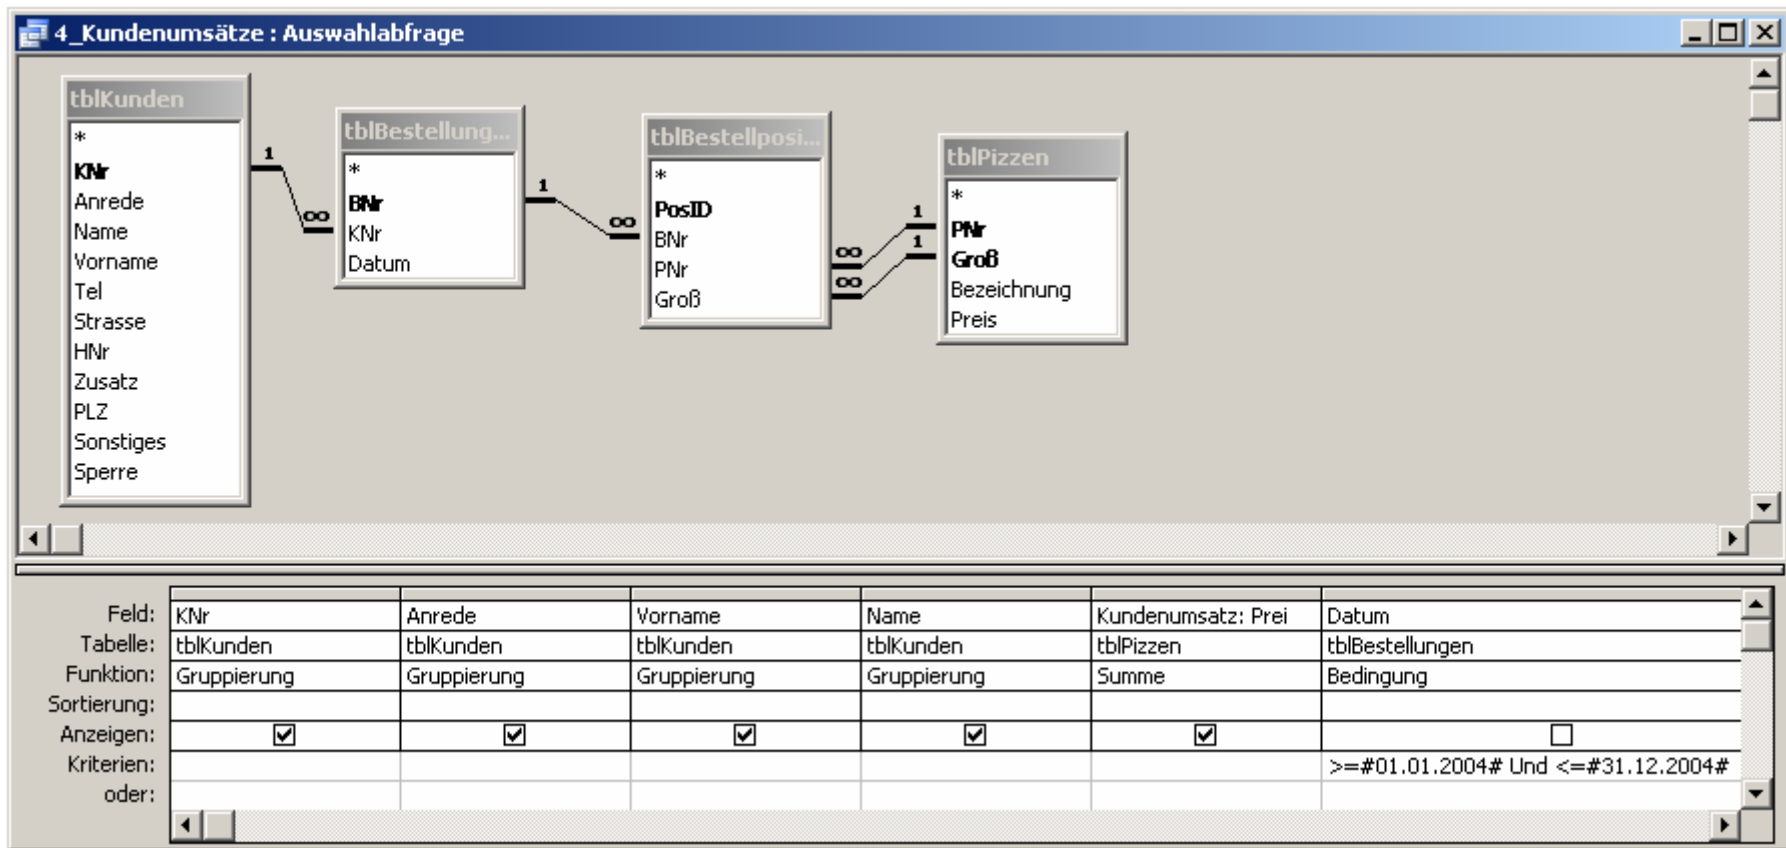 4_Kundenumsätze : Auswahlabfrage
tblKunden
*
KNr
Anrede
Name
Vorname
Tel
Strasse
HNr
Zusatz
PLZ
Sonstiges
Sperre
1
∞
tblBestellung...
*
BNr
KNr
Datum
1
∞
tblBestellposi...
*
PosID
BNr
PNr
Groß
1
∞
1
∞
tblPizzen
*
PNr
Groß
Bezeichnung
Preis
Feld: KNr Anrede Vorname Name Kundenumsatz: Prei Datum
Tabelle: tblKunden tblKunden tblKunden tblKunden tblPizzen tblBestellungen
Funktion: Gruppierung Gruppierung Gruppierung Gruppierung Summe Bedingung
Sortierung:
Anzeigen:
Kriterien: >=#01.01.2004# Und <=#31.12.2004#
oder: